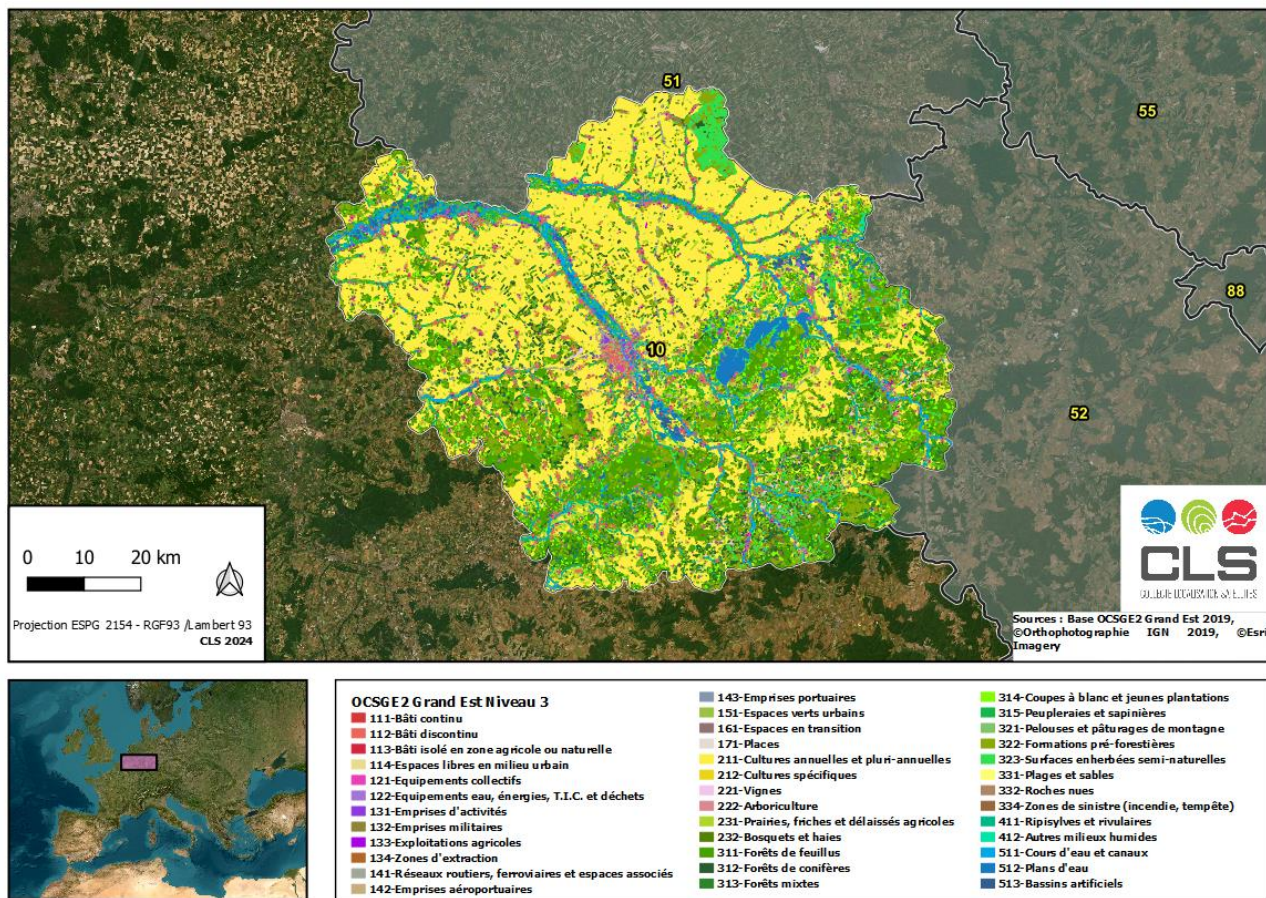 51
55
88
10
52
0 10 20 km
Projection ESPG 2154 - RGF93 /Lambert 93
CLS 2024
CLS
COLLECTE LOCALISATION SATELLITES
Sources : Base OCSGE2 Grand Est 2019,
©Orthophotographie IGN 2019, ©Esri
Imagery
OCSGE2 Grand Est Niveau 3
111-Bâti continu
112-Bâti discontinu
113-Bâti isolé en zone agricole ou naturelle
114-Espaces libres en milieu urbain
121-Equipements collectifs
122-Equipements eau, énergies, T.I.C. et déchets
131-Emprises d'activités
132-Emprises militaires
133-Exploitations agricoles
134-Zones d'extraction
141-Réseaux routiers, ferroviaires et espaces associés
142-Emprises aéroportuaires
143-Emprises portuaires
151-Espaces verts urbains
161-Espaces en transition
171-Places
211-Cultures annuelles et pluri-annuelles
212-Cultures spécifiques
221-Vignes
222-Arboriculture
231-Prairies, friches et délaissés agricoles
232-Bosquets et haies
311-Forêts de feuillus
312-Forêts de conifères
313-Forêts mixtes
314-Coupes à blanc et jeunes plantations
315-Peupleraies et sapinières
321-Pelouses et pâturages de montagne
322-Formations pré-forestières
323-Surfaces enherbées semi-naturelles
331-Plages et sables
332-Roches nues
334-Zones de sinistre (incendie, tempête)
411-Ripisylves et rivulaires
412-Autres milieux humides
511-Cours d'eau et canaux
512-Plans d'eau
513-Bassins artificiels